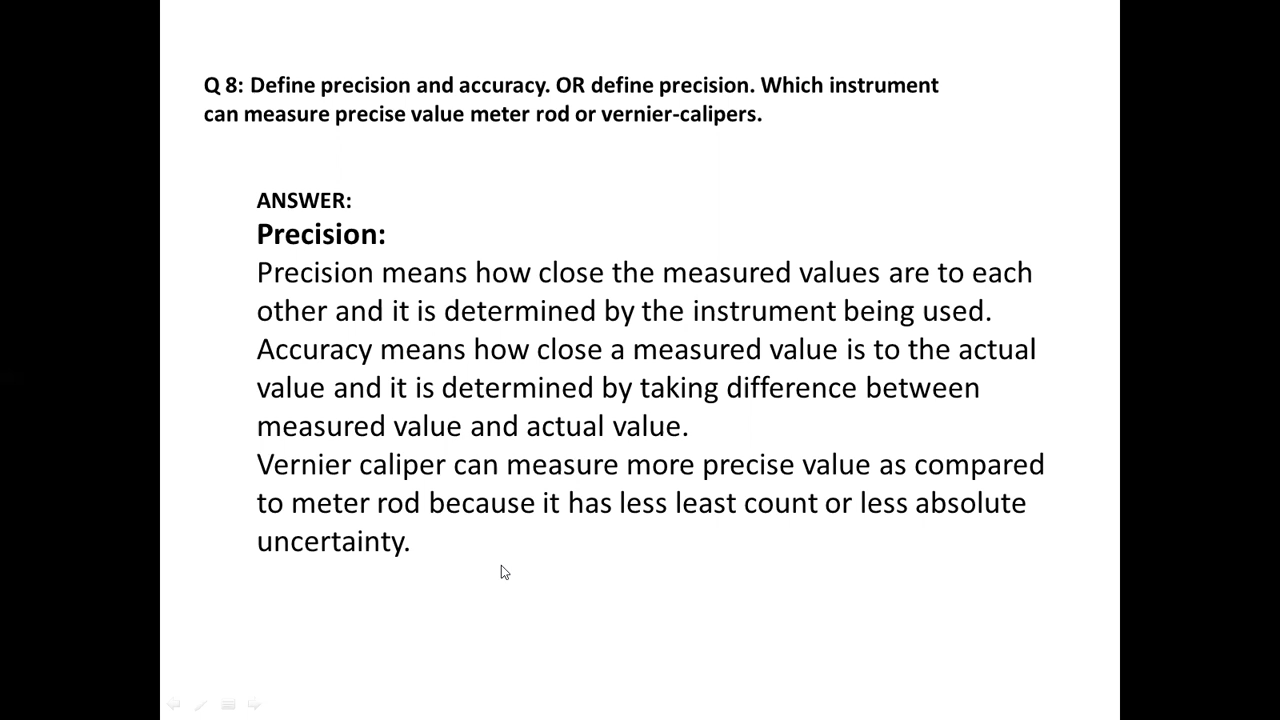 Q 8: Define precision and accuracy. OR define precision. Which instrument
can measure precise value meter rod or vernier-calipers.
ANSWER:
Precision:
Precision means how close the measured values are to each
other and it is determined by the instrument being used.
Accuracy means how close a measured value is to the actual
value and it is determined by taking difference between
measured value and actual value.
Vernier caliper can measure more precise value as compared
to meter rod because it has less least count or less absolute
uncertainty.